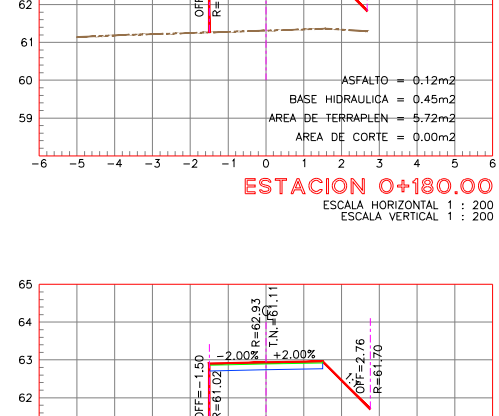 62
OFF
R=
61
60
ASFALTO = 0.12m2
BASE HIDRAULICA = 0.45m2
59
AREA DE TERRAPLEN = 5.72m2
AREA DE CORTE = 0.00m2
-6 -5 -4 -3 -2 -1 0 1 2 3 4 5 6
ESTACION 0+180.00
ESCALA HORIZONTAL 1 : 200
ESCALA VERTICAL 1 : 200
65
64
R=62.93
T.N.=61.11
63
-2.00%
+2.00%
OFF=2.76
R=61.70
62
OFF=-1.50
R=61.02